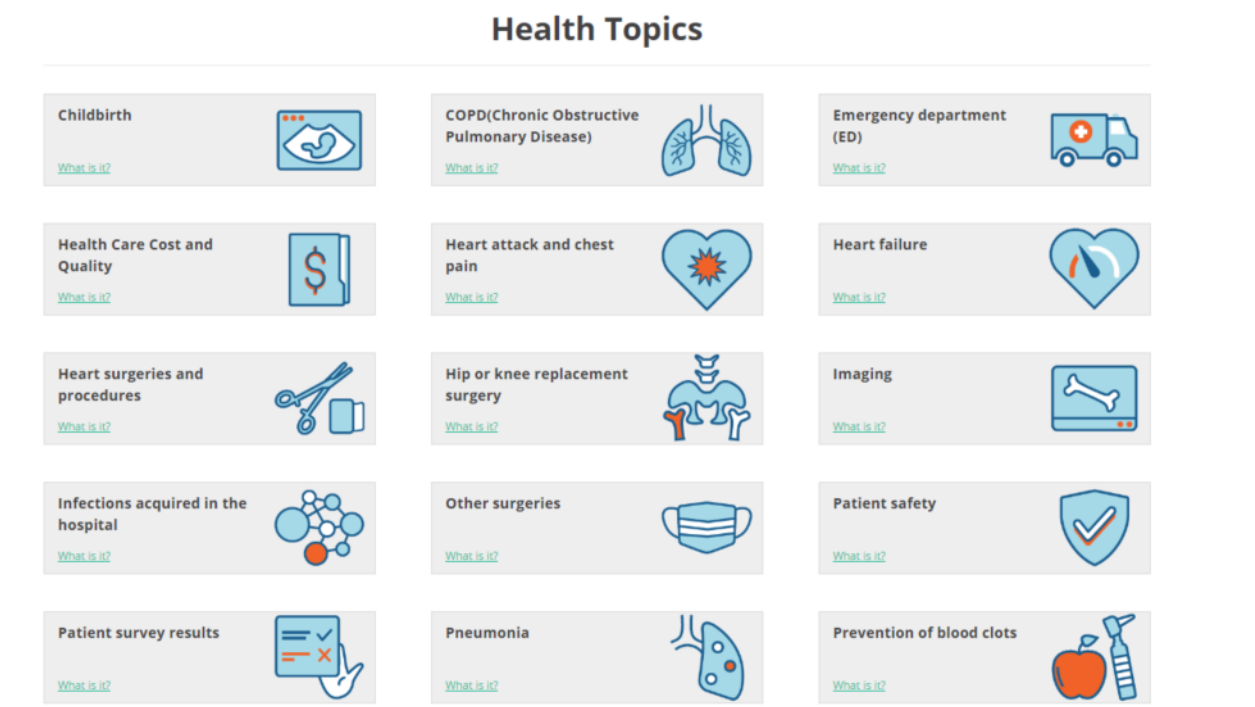 Health Topics
Childbirth
What is it?
COPD(Chronic Obstructive
Pulmonary Disease)
What is it?
Emergency department
(ED)
What is it?
Health Care Cost and
Quality
What is it?
$
Heart attack and chest
pain
What is it?
Heart failure
What is it?
Heart surgeries and
procedures
What is it?
Hip or knee replacement
surgery
What is it?
Imaging
What is it?
Infections acquired in the
hospital
What is it?
Other surgeries
What is it?
Patient safety
What is it?
Patient survey results
What is it?
Pneumonia
What is it?
Prevention of blood clots
What is it?